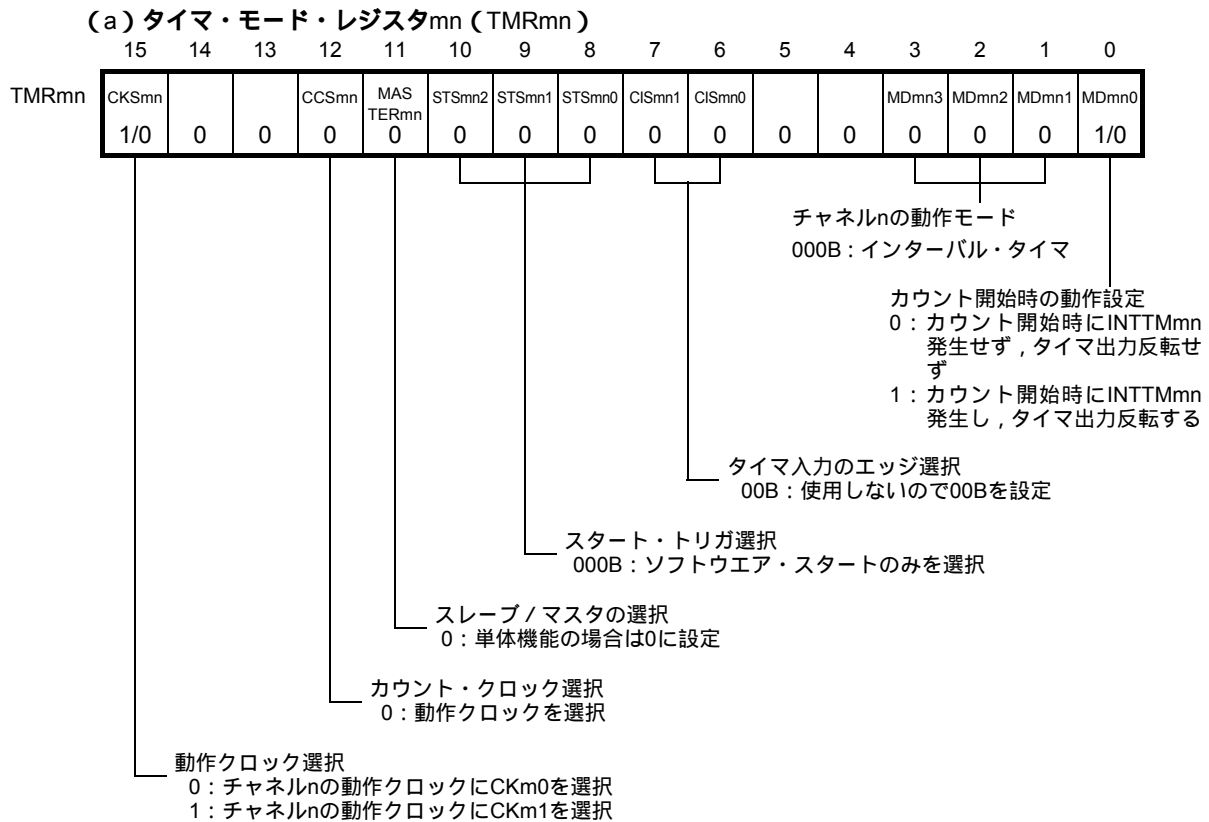 （a）タイマ・モード・レジスタmn（TMRmn）
15 14 13 12 11 10 9 8 7 6 5 4 3 2 1 0
TMRmn CKSmn CCSmn MAS TERmn STSmn2 STSmn1 STSmn0 CISmn1 CISmn0 MDmn3 MDmn2 MDmn1 MDmn0
1/0 0 0 0 0 0 0 0 0 0 0 0 0 0 0 1/0
チャネルnの動作モード
000B：インターバル・タイマ
カウント開始時の動作設定
0：カウント開始時にINTTMmn
発生せず，タイマ出力反転せ
ず
1：カウント開始時にINTTMmn
発生し，タイマ出力反転する
タイマ入力のエッジ選択
00B：使用しないので00Bを設定
スタート・トリガ選択
000B：ソフトウエア・スタートのみを選択
スレーブ／マスタの選択
0：単体機能の場合は0に設定
カウント・クロック選択
0：動作クロックを選択
動作クロック選択
0：チャネルnの動作クロックにCKm0を選択
1：チャネルnの動作クロックにCKm1を選択